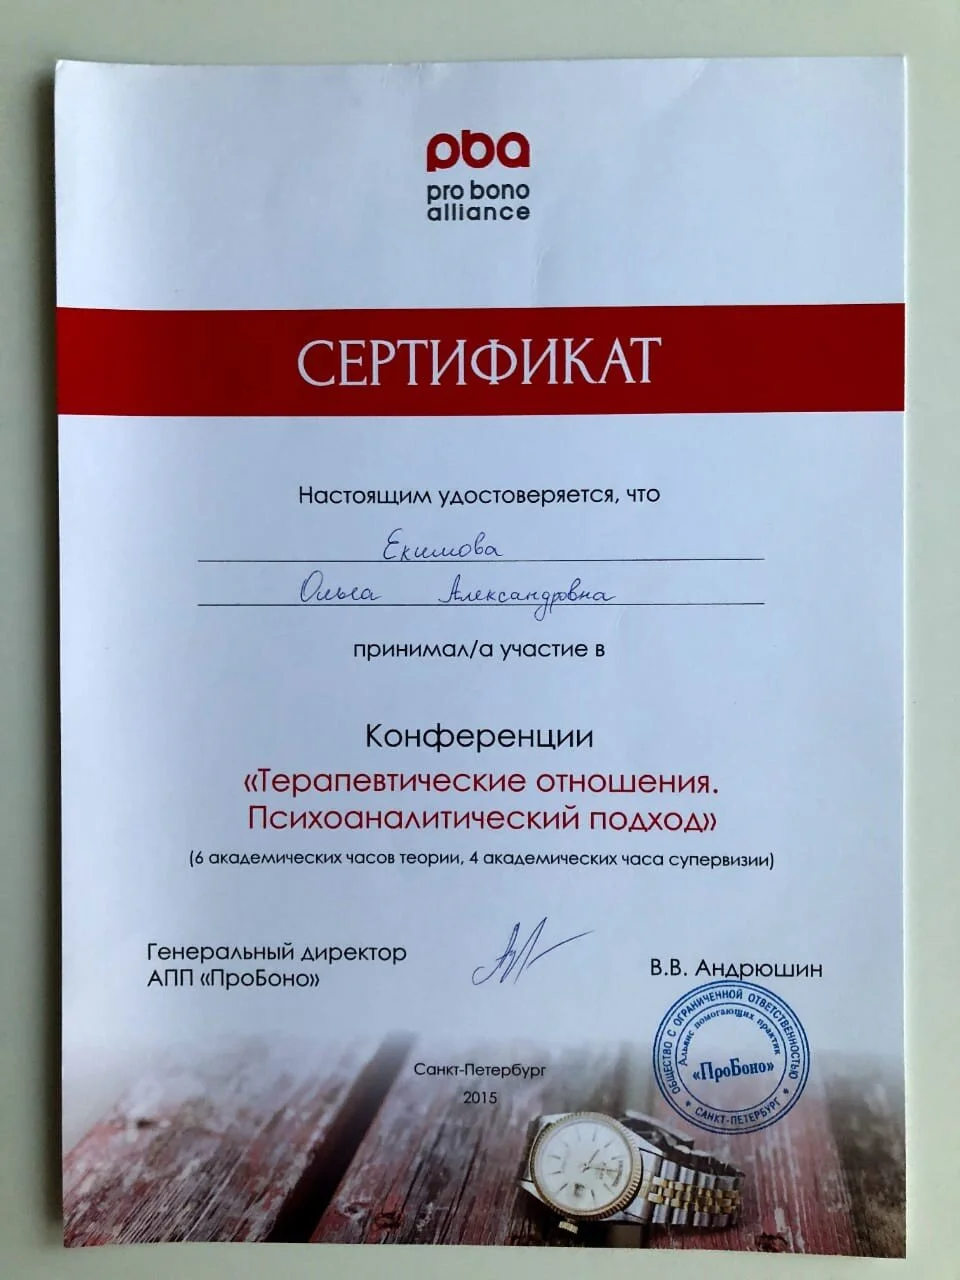 pba
pro bono
alliance
СЕРТИФИКАТ
Настоящим удостоверяется, что
Екимова
Ольга Александровна
принимал/а участие в
Конференции
«Терапевтические отношения.
Психоаналитический подход»
(6 академических часов теории, 4 академических часа супервизии)
Генеральный директор
АПП «ПроБоно»
В.В. Андрюшин
ОБЩЕСТВО С ОГРАНИЧЕННОЙ ОТВЕТСТВЕННОСТЬЮ
Альянс помогающих практик
«ПроБоно»
* САНКТ-ПЕТЕРБУРГ *
Санкт-Петербург
2015